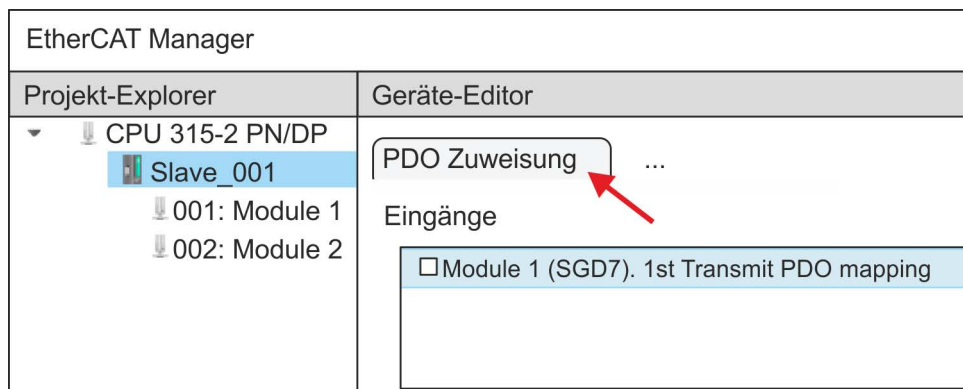 EtherCAT Manager
Projekt-Explorer
Geräte-Editor
CPU 315-2 PN/DP
Slave_001
001: Module 1
002: Module 2
PDO Zuweisung
...
Eingänge
Module 1 (SGD7). 1st Transmit PDO mapping